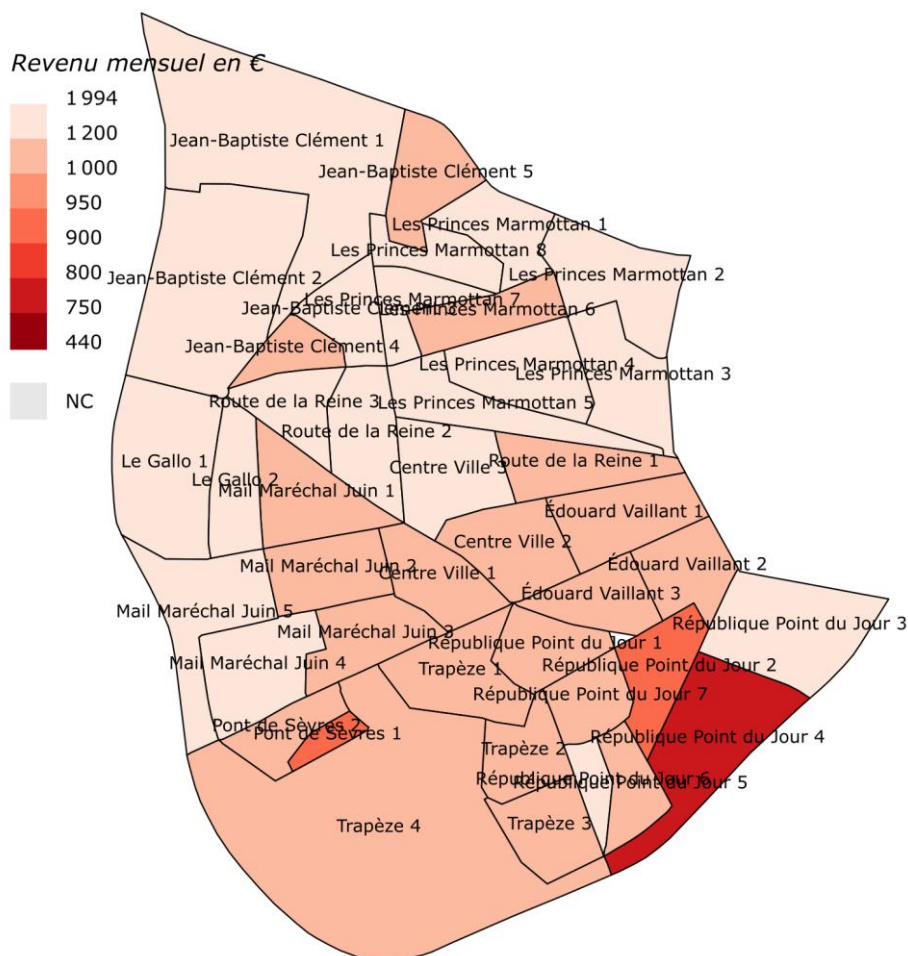 Revenu mensuel en €
1 994
1 200
1 000
950
900
800
750
440
NC
Jean-Baptiste Clément 1
Jean-Baptiste Clément 5
Les Princes Marmottan 1
Les Princes Marmottan 8
Jean-Baptiste Clément 2
Les Princes Marmottan 2
Les Princes Marmottan 7
Jean-Baptiste Clément 3
Les Princes Marmottan 6
Jean-Baptiste Clément 4
Les Princes Marmottan 4
Les Princes Marmottan 3
Route de la Reine 3
Les Princes Marmottan 5
Route de la Reine 2
Le Gallo 1
Centre Ville 3
Route de la Reine 1
Le Gallo 2
Mail Maréchal Juin 1
Édouard Vaillant 1
Centre Ville 2
Mail Maréchal Juin 2
Centre Ville 1
Édouard Vaillant 2
Édouard Vaillant 3
Mail Maréchal Juin 5
République Point du Jour 3
Mail Maréchal Juin 3
République Point du Jour 1
Mail Maréchal Juin 4
Trapèze 1
République Point du Jour 2
République Point du Jour 7
Pont de Sèvres 2
Pont de Sèvres 1
République Point du Jour 4
Trapèze 2
République Point du Jour 6
République Point du Jour 5
Trapèze 4
Trapèze 3